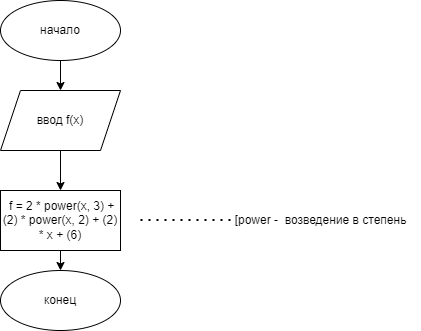 начало
ввод f(x)
f = 2 * power(x, 3) +
(2) * power(x, 2) + (2)
* x + (6)
[power - возведение в степень
конец